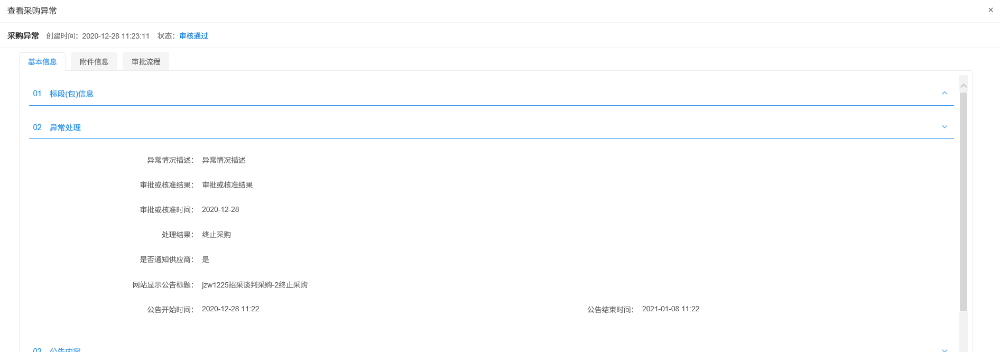 查看采购异常
采购异常 创建时间：2020-12-28 11:23:11 状态：审核通过
基本信息 附件信息 审批流程
01 标段(包)信息
02 异常处理
异常情况描述： 异常情况描述
审批或核准结果： 审批或核准结果
审批或核准时间： 2020-12-28
处理结果： 终止采购
是否通知供应商： 是
网站显示公告标题： jzw1225招采谈判采购-2终止采购
公告开始时间： 2020-12-28 11:22 公告结束时间： 2021-01-08 11:22
03 公告内容